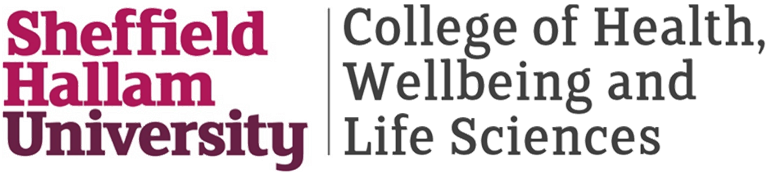 Sheffield
Hallam
University
College of Health,
Wellbeing and
Life Sciences